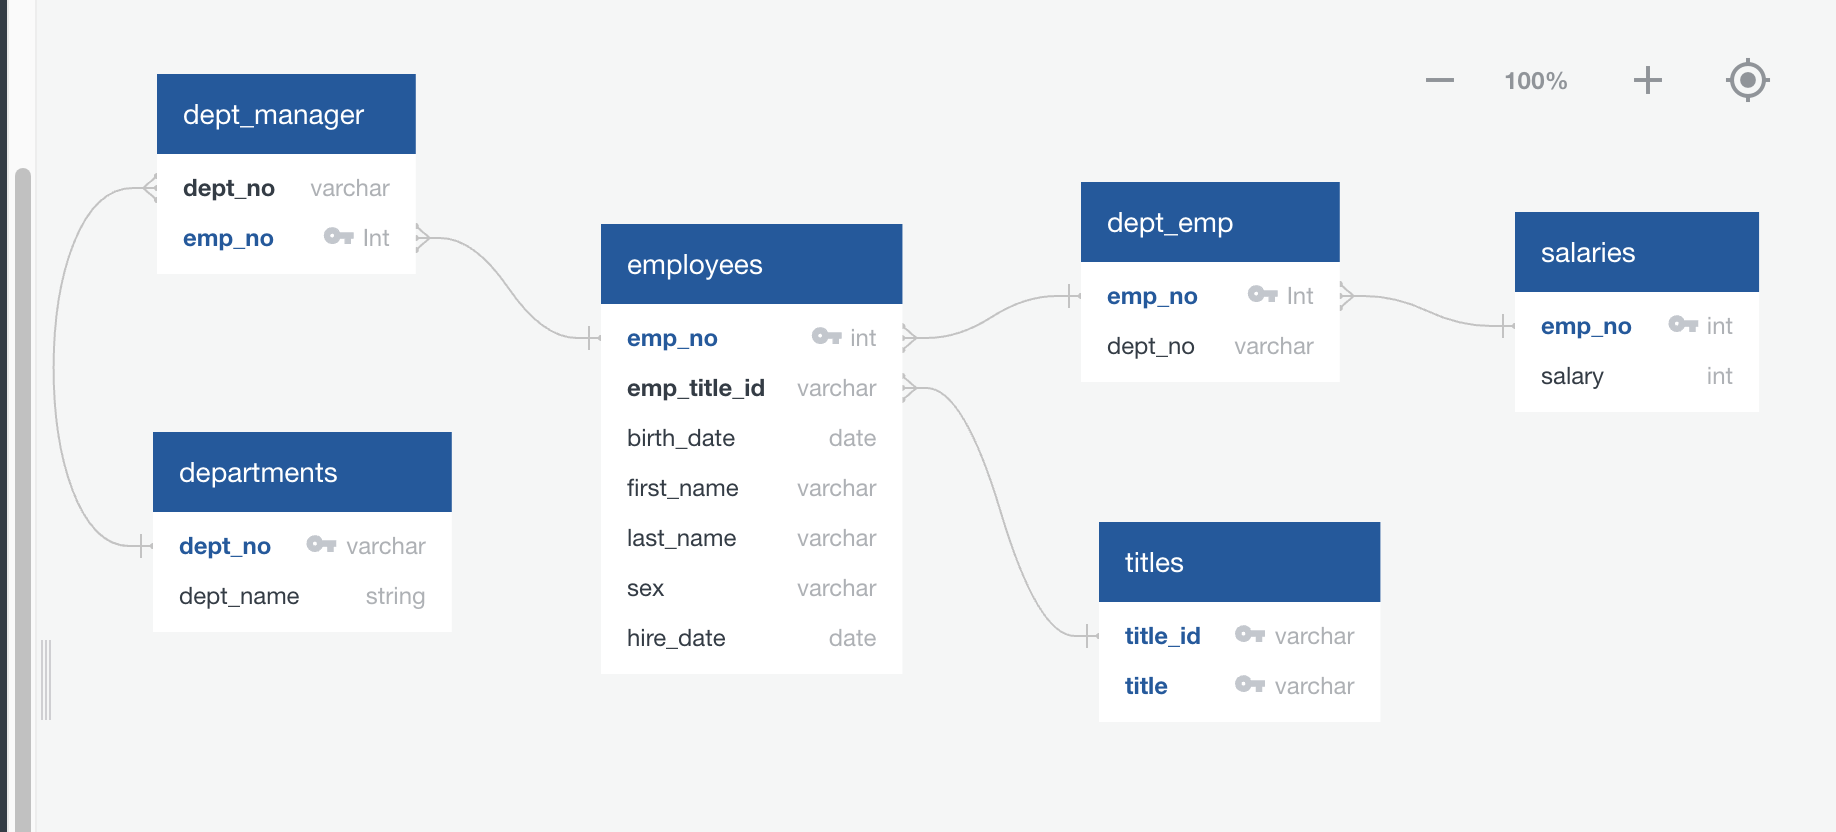 100%
dept_manager
dept_no varchar
emp_no Int
departments
dept_no varchar
dept_name string
employees
emp_no int
emp_title_id varchar
birth_date date
first_name varchar
last_name varchar
sex varchar
hire_date date
dept_emp
emp_no Int
dept_no varchar
salaries
emp_no int
salary int
titles
title_id varchar
title varchar